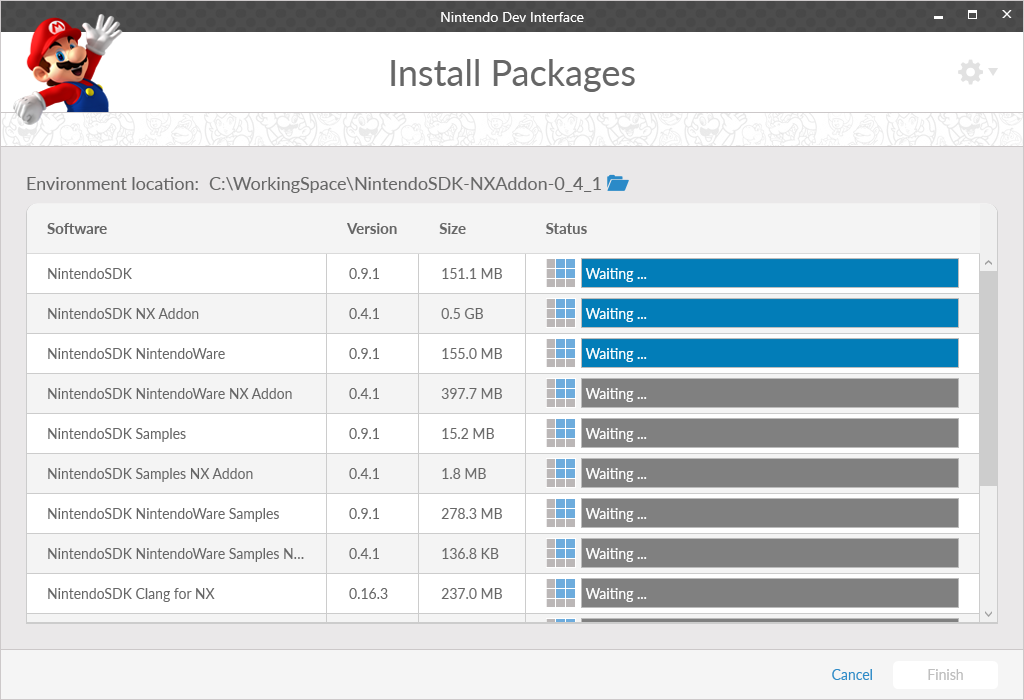 Nintendo Dev Interface
Install Packages
Environment location: C:\WorkingSpace\NintendoSDK-NXAddon-0_4_1
Software Version Size Status
NintendoSDK 0.9.1 151.1 MB Waiting ...
NintendoSDK NX Addon 0.4.1 0.5 GB Waiting ...
NintendoSDK NintendoWare 0.9.1 155.0 MB Waiting ...
NintendoSDK NintendoWare NX Addon 0.4.1 397.7 MB Waiting ...
NintendoSDK Samples 0.9.1 15.2 MB Waiting ...
NintendoSDK Samples NX Addon 0.4.1 1.8 MB Waiting ...
NintendoSDK NintendoWare Samples 0.9.1 278.3 MB Waiting ...
NintendoSDK NintendoWare Samples N... 0.4.1 136.8 KB Waiting ...
NintendoSDK Clang for NX 0.16.3 237.0 MB Waiting ...
Cancel Finish